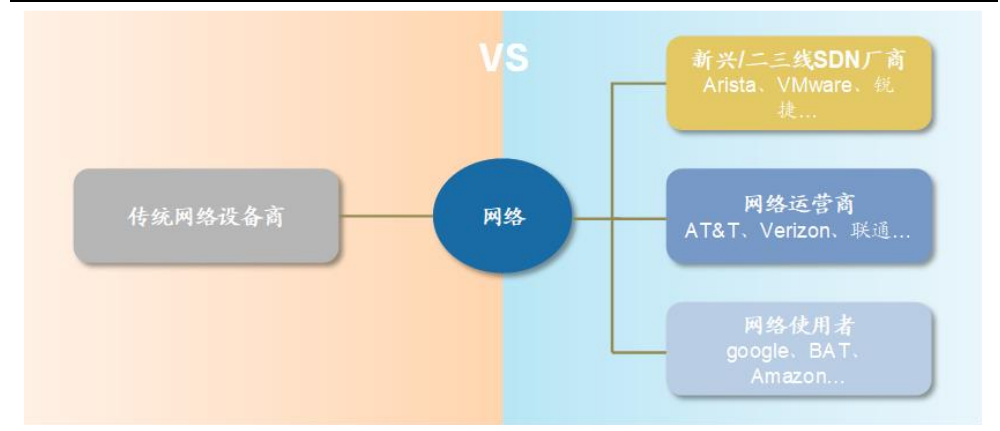 VS
传统网络设备商
网络
新兴/二三线SDN厂商
Arista、VMware、锐
捷...
网络运营商
AT&T、Verizon、联通...
网络使用者
google、BAT、
Amazon...